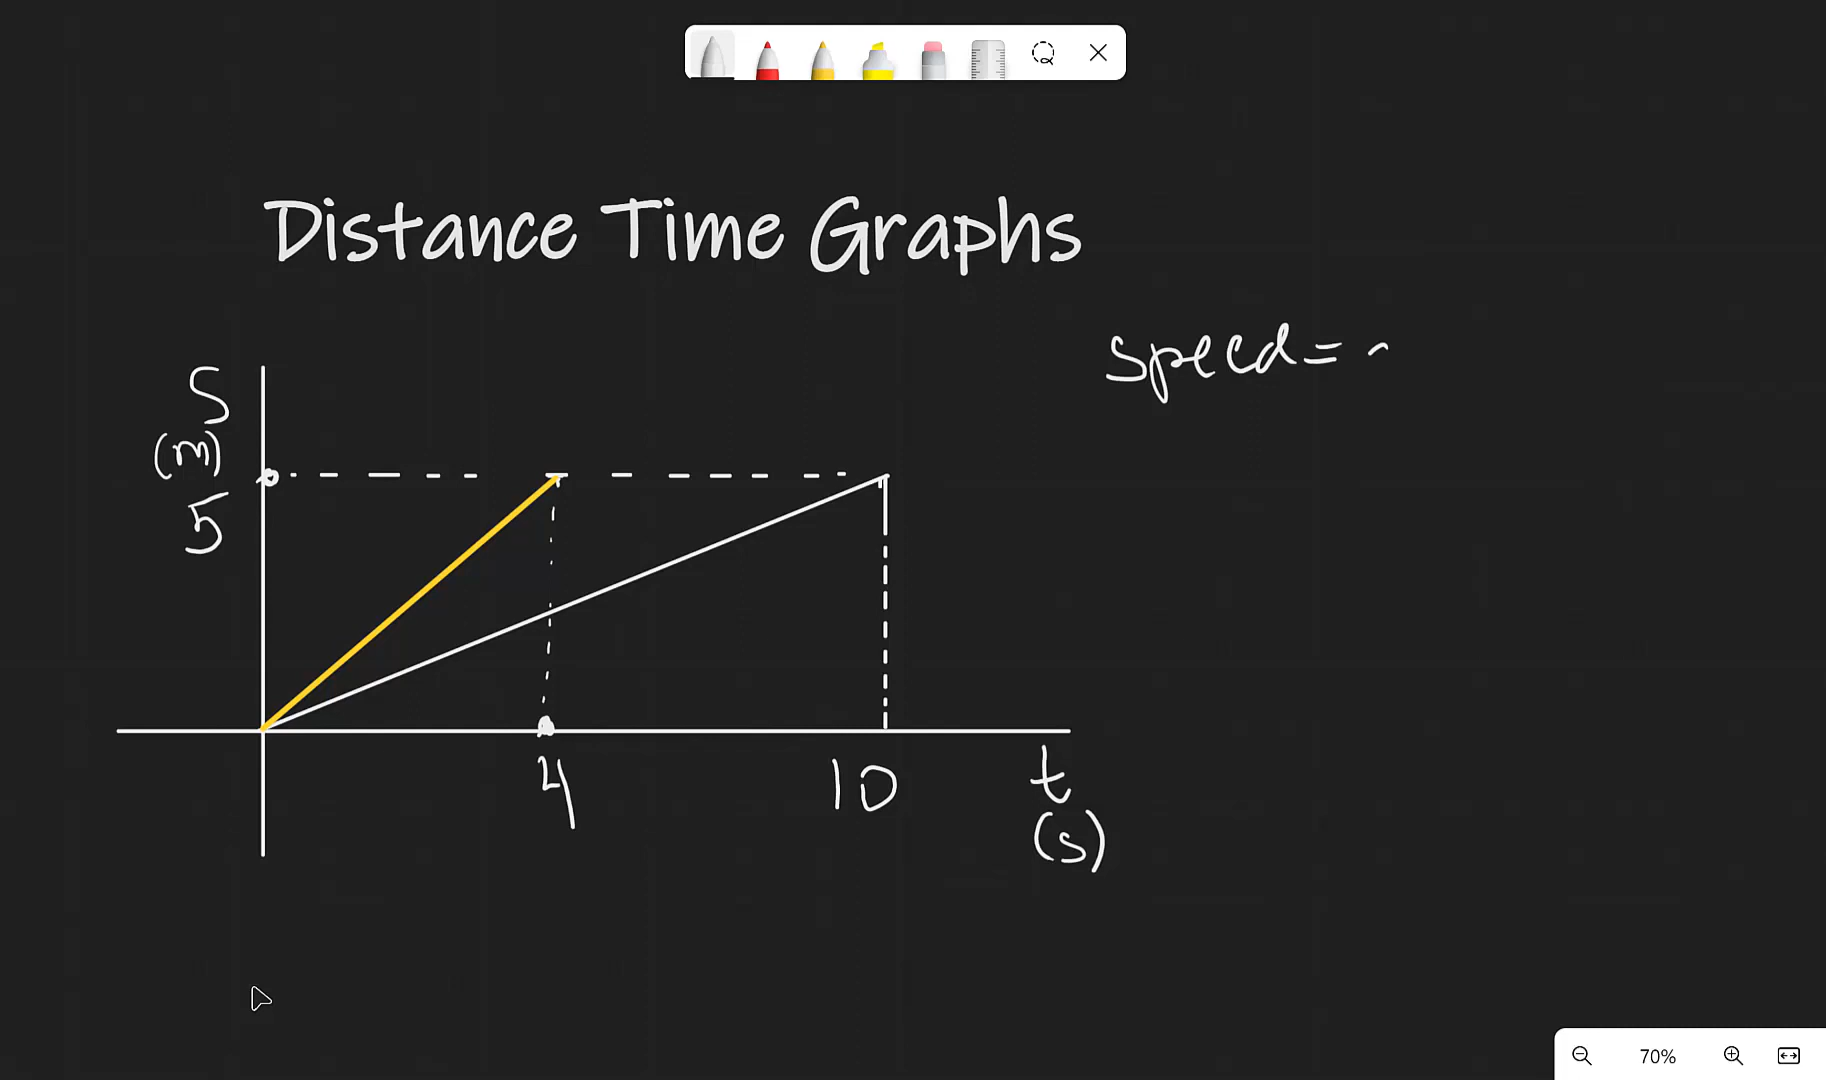 Distance Time Graphs
speed =
S
(m)
5
4 10 t
(s)
70%